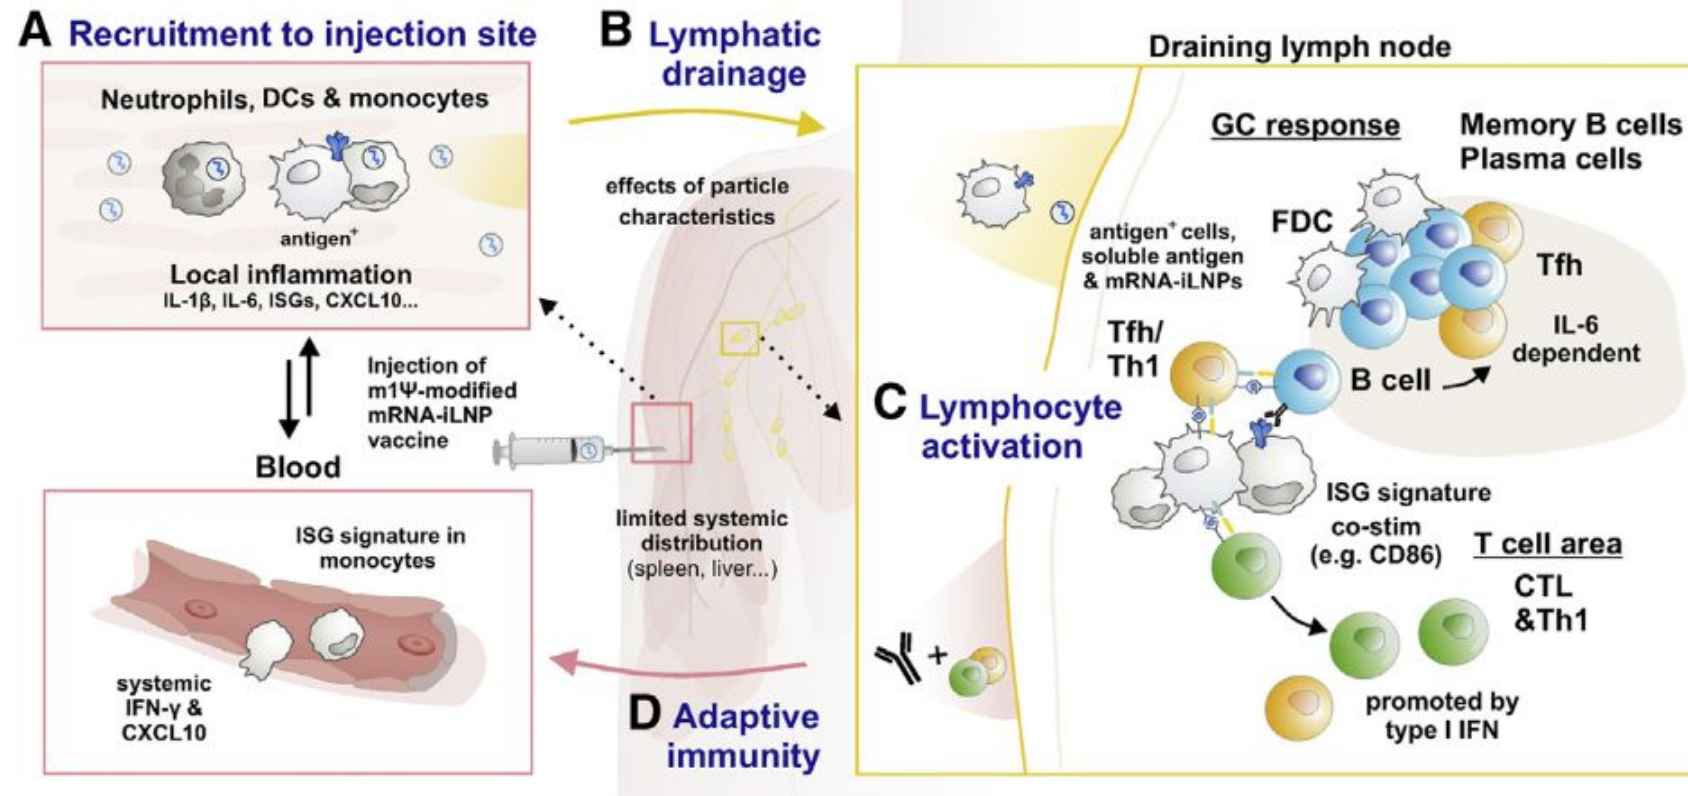 A Recruitment to injection site
Neutrophils, DCs & monocytes
antigen⁺
Local inflammation
IL-1β, IL-6, ISGs, CXCL10...
Injection of
m1Ψ-modified
mRNA-iLNP
vaccine
Blood
ISG signature in
monocytes
systemic
IFN-γ &
CXCL10
B Lymphatic
drainage
effects of particle
characteristics
limited systemic
distribution
(spleen, liver...)
D Adaptive
immunity
Draining lymph node
GC response
Memory B cells
Plasma cells
antigen⁺ cells,
soluble antigen
& mRNA-iLNPs
FDC
Tfh
IL-6
dependent
Tfh/
Th1
B cell
C Lymphocyte
activation
ISG signature
co-stim
(e.g. CD86)
T cell area
CTL
&Th1
+
promoted by
type I IFN